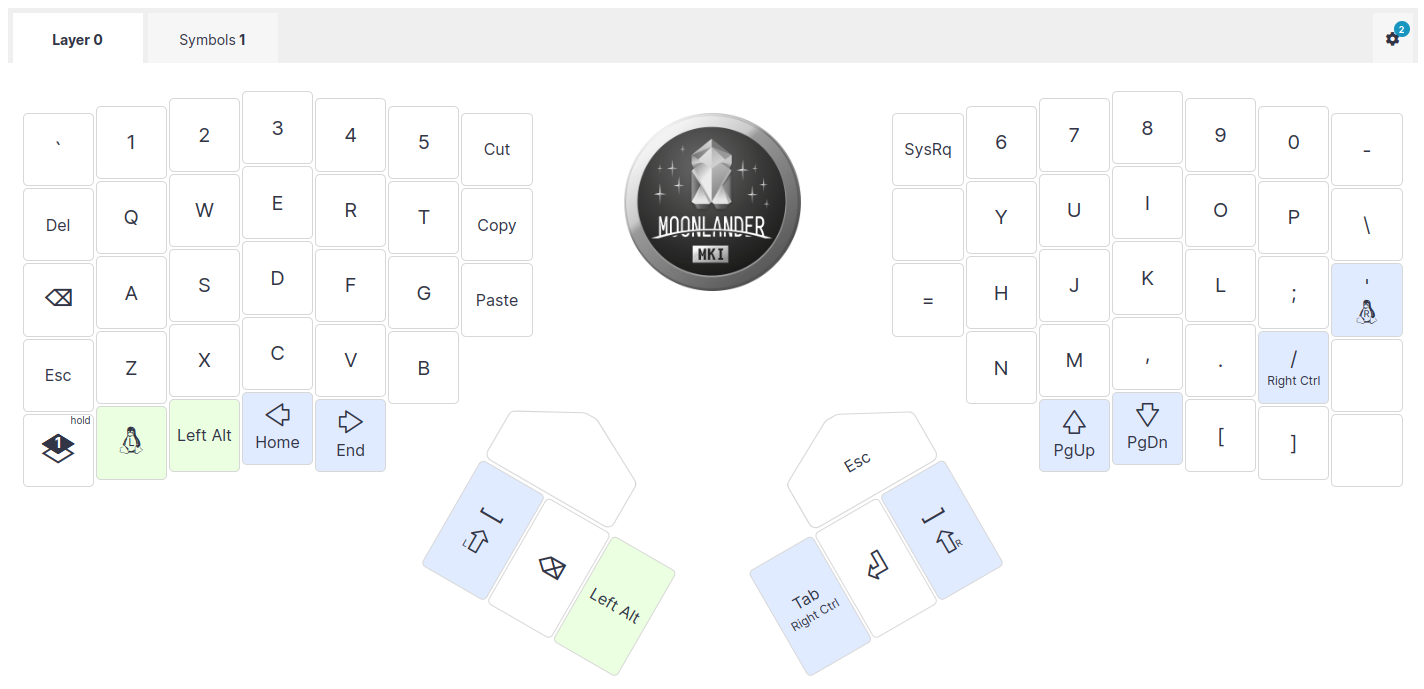 Layer 0
Symbols 1
2
`
1
2
3
4
5
Cut
SysRq
6
7
8
9
0
-
Del
Q
W
E
R
T
Copy
Y
U
I
O
P
\
A
S
D
F
G
Paste
=
H
J
K
L
;
'
R
Esc
Z
X
C
V
B
N
M
,
.
/
Right Ctrl
hold
1
L
Left Alt
Home
End
PgUp
PgDn
[
]
MOONLANDER
MKI
[
L
Left Alt
Esc
]
R
Tab
Right Ctrl